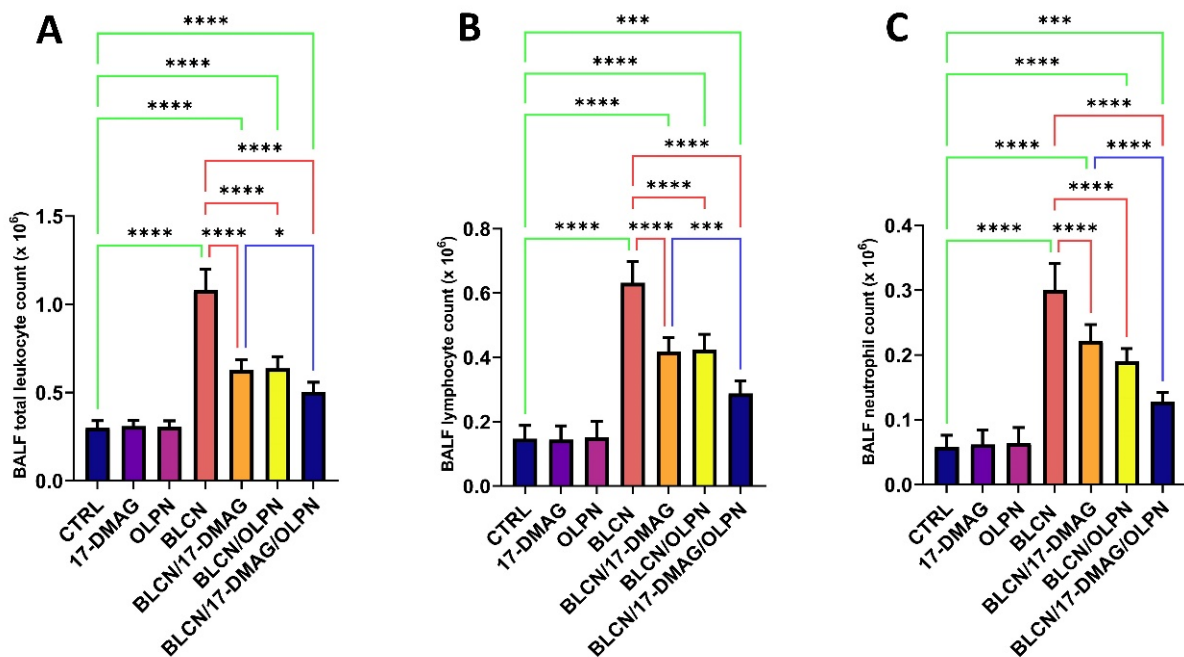 A
****
****
****
****
****
****
****
*
BALF total leukocyte count (x 10⁶)
1.5
1.0
0.5
0.0
CTRL
17-DMAG
OLPN
BLCN
BLCN/17-DMAG
BLCN/OLPN
BLCN/17-DMAG/OLPN
B
***
****
****
****
****
****
****
***
BALF lymphocyte count (x 10⁶)
0.8
0.6
0.4
0.2
0.0
CTRL
17-DMAG
OLPN
BLCN
BLCN/17-DMAG
BLCN/OLPN
BLCN/17-DMAG/OLPN
C
***
****
****
****
****
****
****
****
BALF neutrophil count (x 10⁶)
0.4
0.3
0.2
0.1
0.0
CTRL
17-DMAG
OLPN
BLCN
BLCN/17-DMAG
BLCN/OLPN
BLCN/17-DMAG/OLPN